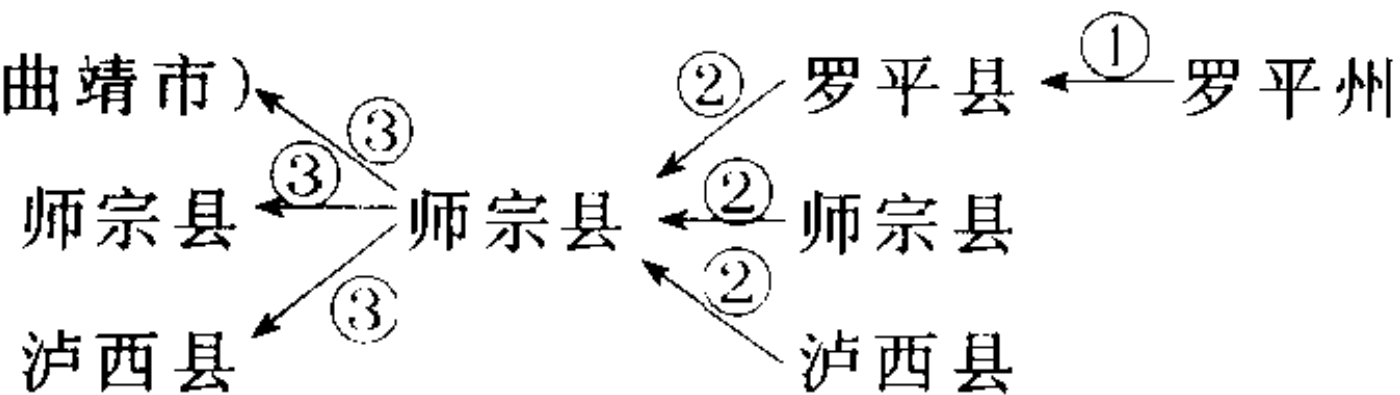 曲靖市) ③ ② 罗平县 ① 罗平州
师宗县 ③ 师宗县 ② 师宗县
泸西县 ③ ② 泸西县